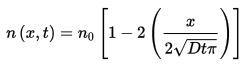 n(x,t) = n₀ [1 − 2 (x / (2√(Dtπ)))]